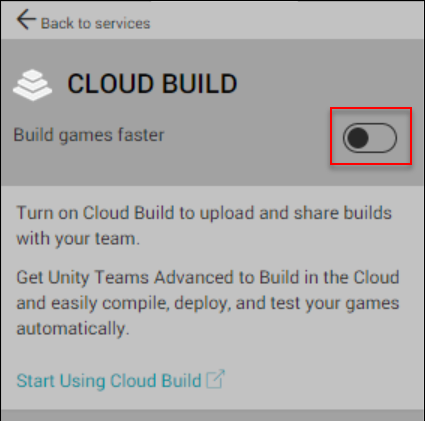 Back to services
CLOUD BUILD
Build games faster
Turn on Cloud Build to upload and share builds
with your team.
Get Unity Teams Advanced to Build in the Cloud
and easily compile, deploy, and test your games
automatically.
Start Using Cloud Build